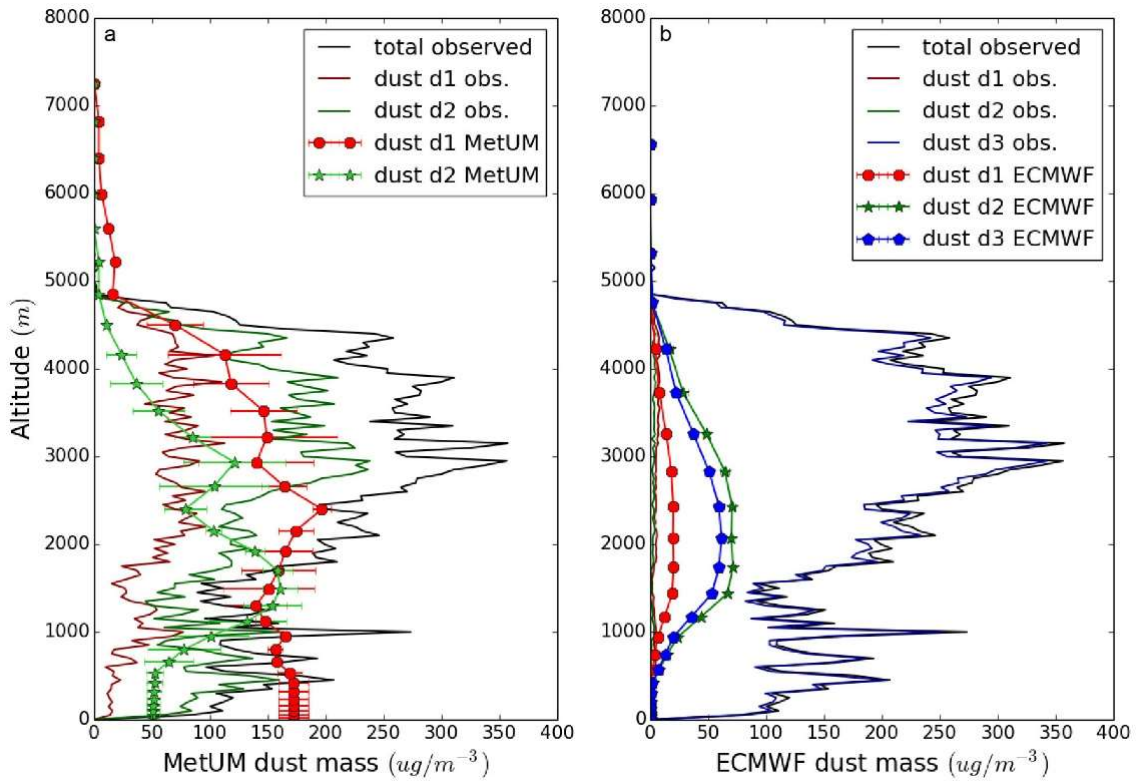 a
total observed
dust d1 obs.
dust d2 obs.
dust d1 MetUM
dust d2 MetUM
8000
7000
6000
5000
4000
3000
2000
1000
0
Altitude (m)
0 50 100 150 200 250 300 350 400
MetUM dust mass (ug/m⁻³)
b
total observed
dust d1 obs.
dust d2 obs.
dust d3 obs.
dust d1 ECMWF
dust d2 ECMWF
dust d3 ECMWF
8000
7000
6000
5000
4000
3000
2000
1000
0
0 50 100 150 200 250 300 350 400
ECMWF dust mass (ug/m⁻³)